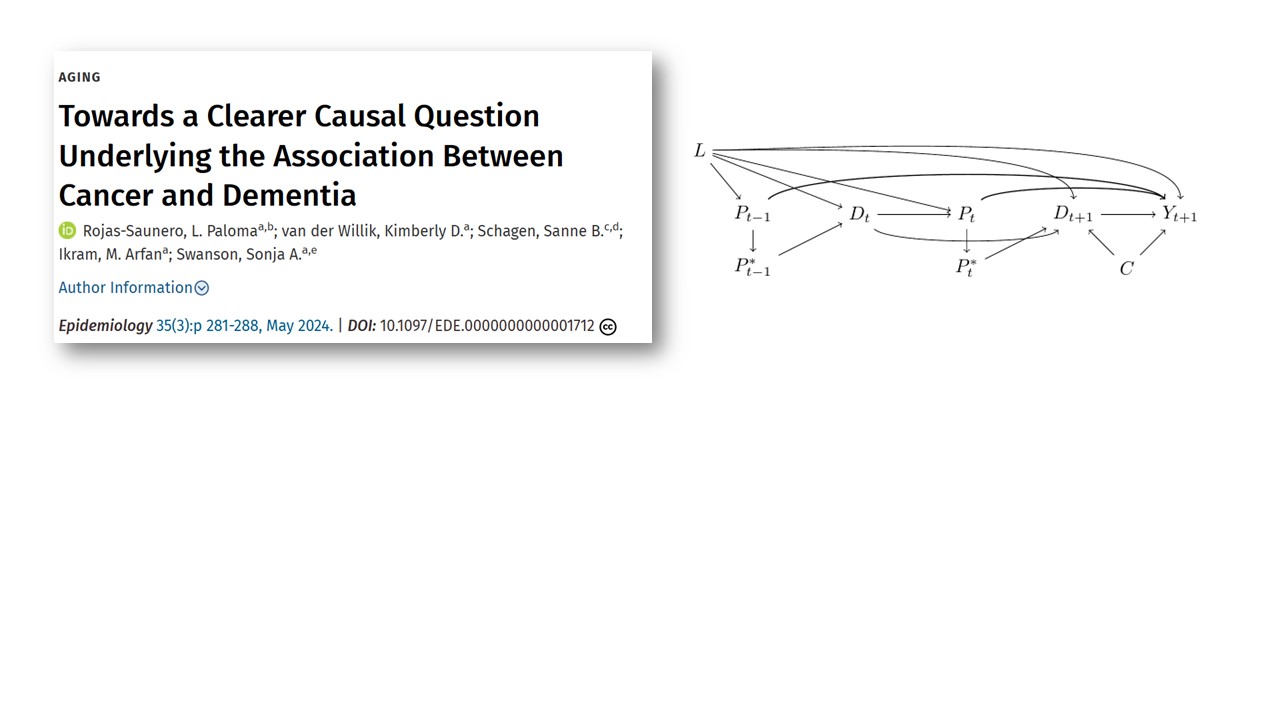 AGING
Towards a Clearer Causal Question
Underlying the Association Between
Cancer and Dementia
iD Rojas-Saunero, L. Paloma^a,b; van der Willik, Kimberly D.^a; Schagen, Sanne B.^c,d;
Ikram, M. Arfan^a; Swanson, Sonja A.^a,e
Author Information
Epidemiology 35(3):p 281-288, May 2024. | DOI: 10.1097/EDE.0000000000001712 cc
L
P_{t−1} D_t P_t D_{t+1} Y_{t+1}
P*_{t−1} P*_t C